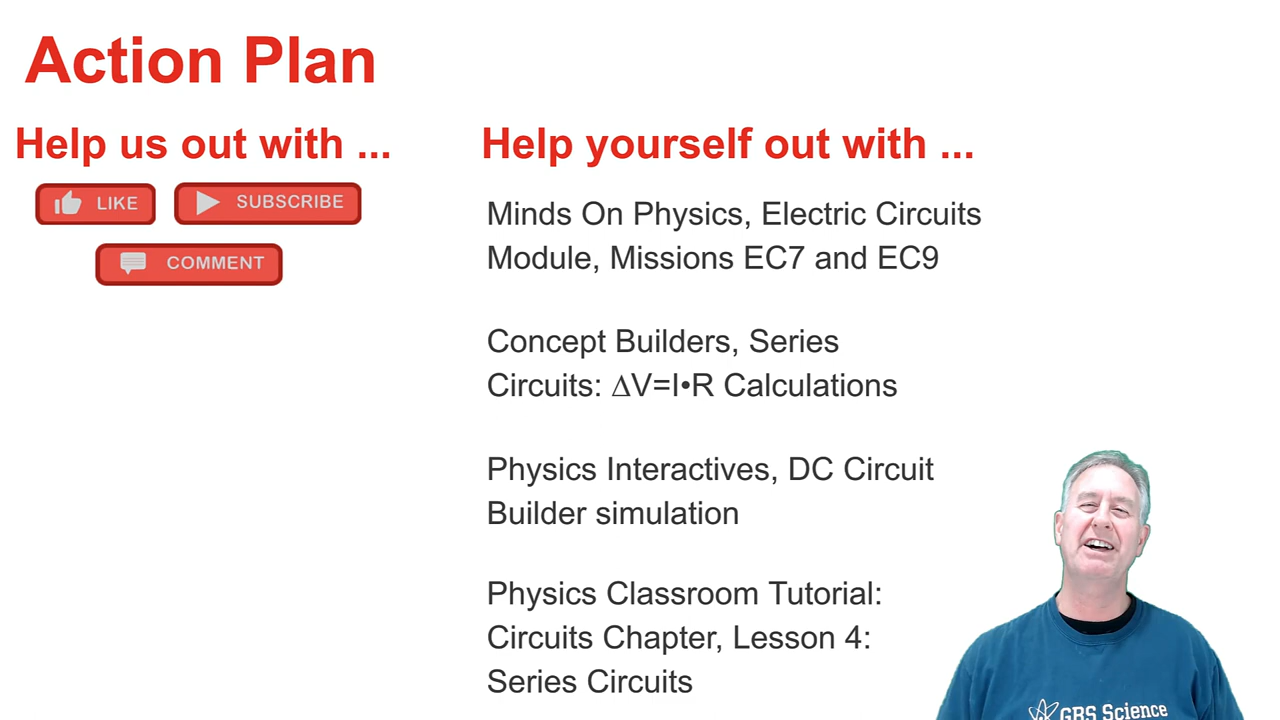 Action Plan
Help us out with ...
LIKE
SUBSCRIBE
COMMENT
Help yourself out with ...
Minds On Physics, Electric Circuits
Module, Missions EC7 and EC9
Concept Builders, Series
Circuits: ∆V=I•R Calculations
Physics Interactives, DC Circuit
Builder simulation
Physics Classroom Tutorial:
Circuits Chapter, Lesson 4:
Series Circuits
GBS Science